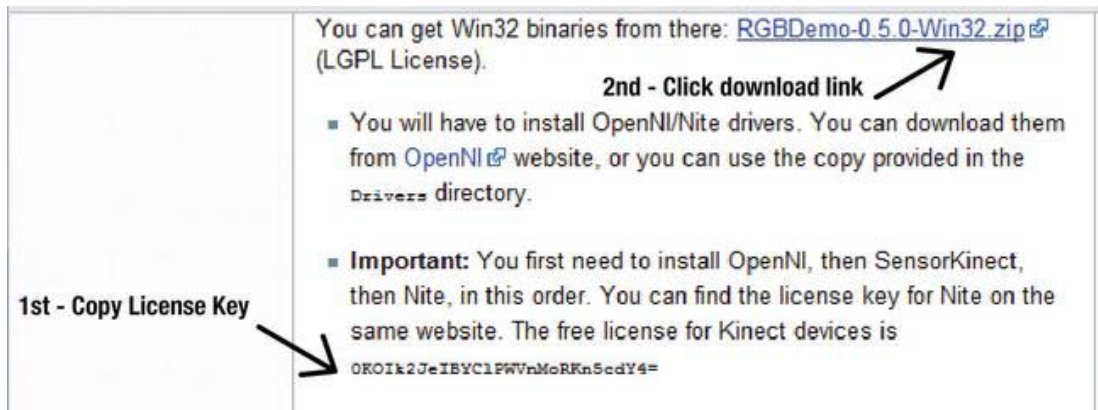 You can get Win32 binaries from there: RGBDemo-0.5.0-Win32.zip
(LGPL License).
2nd - Click download link
You will have to install OpenNI/Nite drivers. You can download them
from OpenNI website, or you can use the copy provided in the
Drivers directory.
Important: You first need to install OpenNI, then SensorKinect,
then Nite, in this order. You can find the license key for Nite on the
same website. The free license for Kinect devices is
1st - Copy License Key
0KOIk2JeIBYClPWVnMoRKn5cdY4=